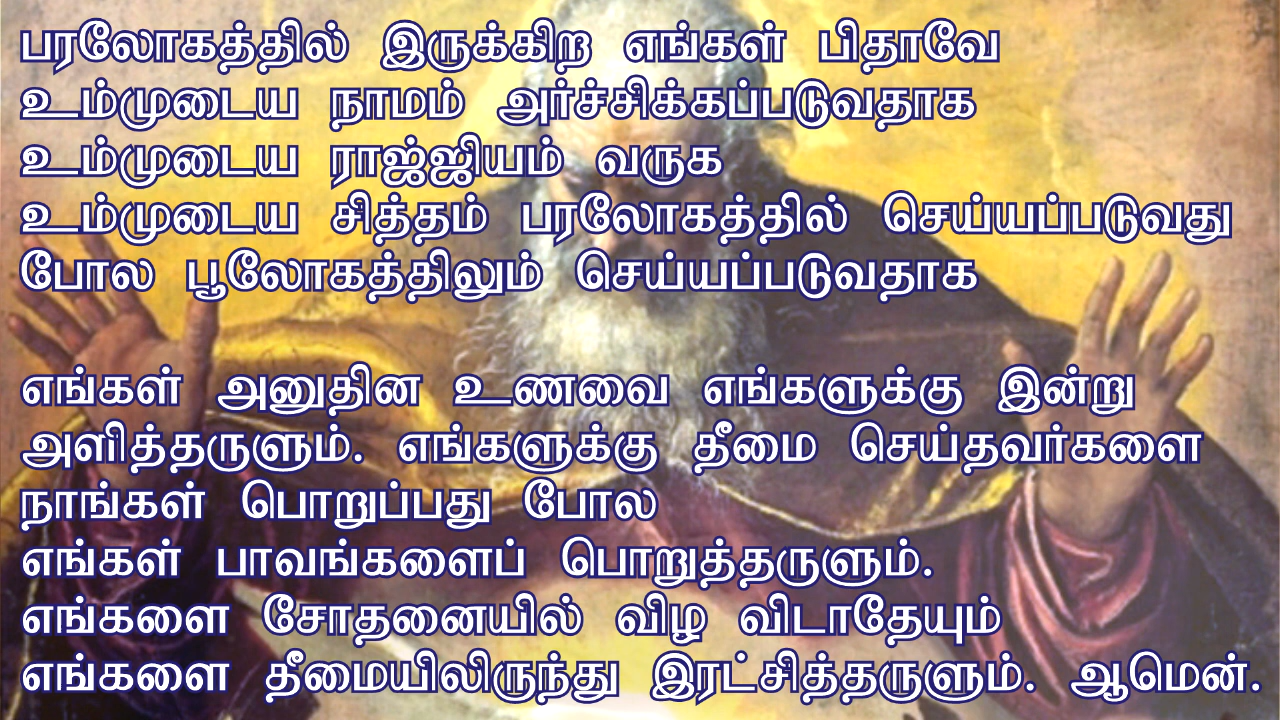 பரலோகத்தில் இருக்கிற எங்கள் பிதாவே
உம்முடைய நாமம் அர்ச்சிக்கப்படுவதாக
உம்முடைய ராஜ்ஜியம் வருக
உம்முடைய சித்தம் பரலோகத்தில் செய்யப்படுவது
போல பூலோகத்திலும் செய்யப்படுவதாக
எங்கள் அனுதின உணவை எங்களுக்கு இன்று
அளித்தருளும். எங்களுக்கு தீமை செய்தவர்களை
நாங்கள் பொறுப்பது போல
எங்கள் பாவங்களைப் பொறுத்தருளும்.
எங்களை சோதனையில் விழ விடாதேயும்
எங்களை தீமையிலிருந்து இரட்சித்தருளும். ஆமென்.